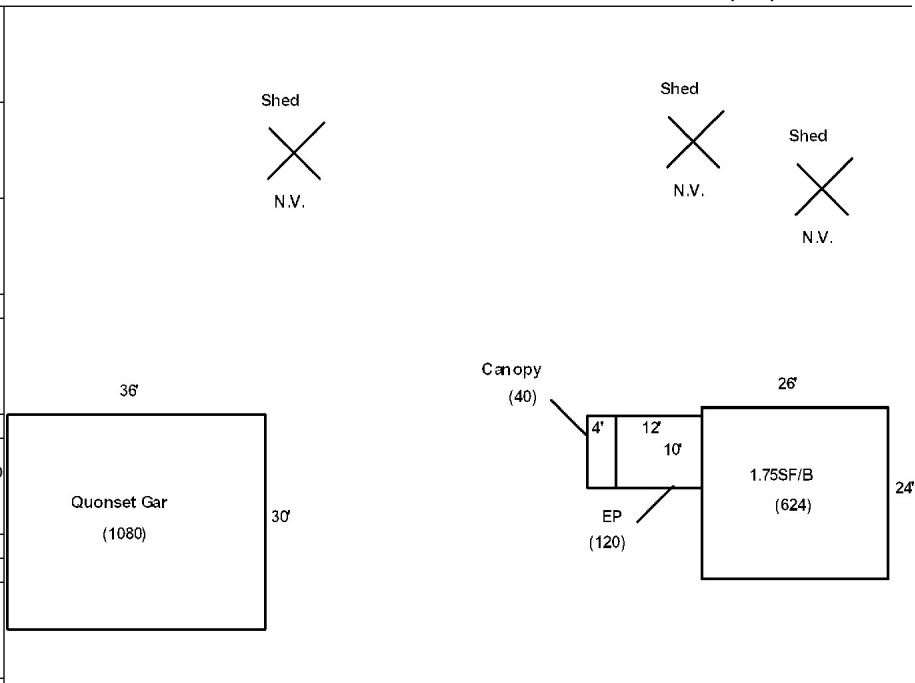 Shed
N.V.
Shed
N.V.
Shed
N.V.
36'
Quonset Gar
(1080)
30'
Canopy
(40)
4'
12'
10'
EP
(120)
26'
1.75SF/B
(624)
24'